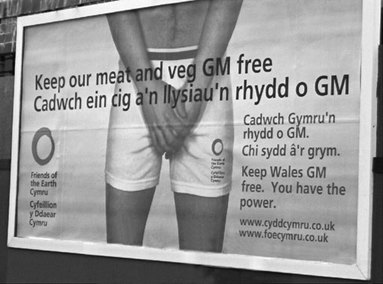 Keep our meat and veg GM free
Cadwch ein cig a'n llysiau'n rhydd o GM
Cadwch Gymru'n
rhydd o GM.
Chi sydd â'r grym.
Keep Wales GM
free. You have the
power.
www.cyddcymru.co.uk
www.foecymru.co.uk
Friends of
the Earth
Cymru
Cyfeillion
y Ddaear
Cymru
Friends of
the Earth
Cymru
Cyfeillion
y Ddaear
Cymru